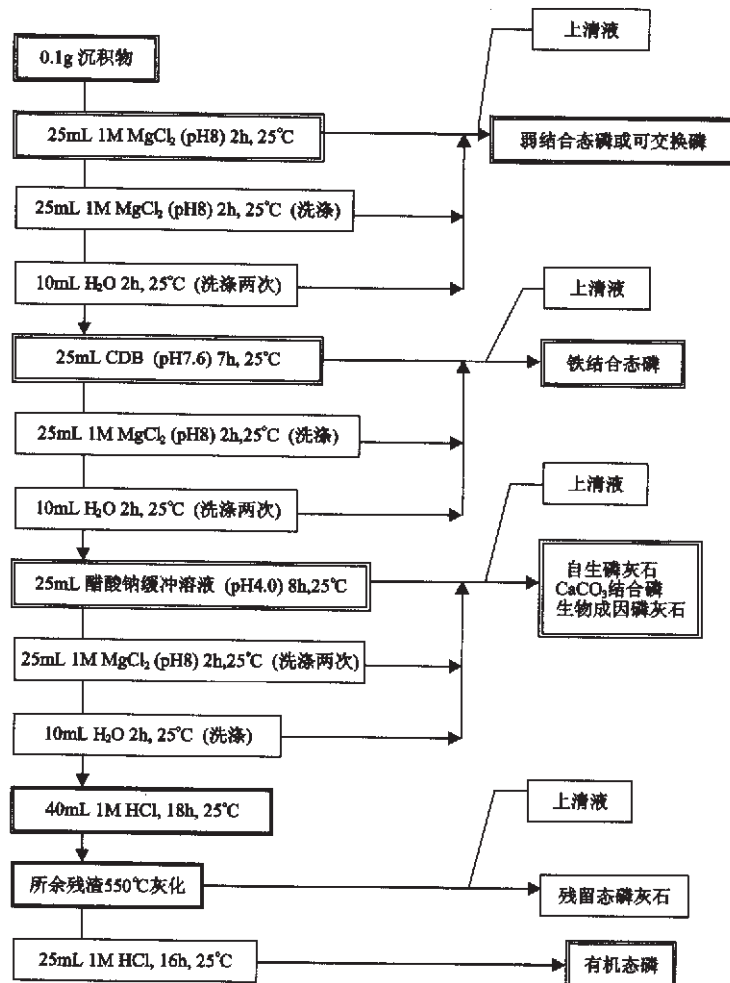 上清液
0.1g 沉积物
25mL 1M MgCl₂ (pH8) 2h, 25℃
弱结合态磷或可交换磷
25mL 1M MgCl₂ (pH8) 2h, 25℃ (洗涤)
10mL H₂O 2h, 25℃ (洗涤两次)
上清液
25mL CDB (pH7.6) 7h, 25℃
铁结合态磷
25mL 1M MgCl₂ (pH8) 2h,25℃ (洗涤)
10mL H₂O 2h, 25℃ (洗涤两次)
上清液
25mL 醋酸钠缓冲溶液 (pH4.0) 8h,25℃
自生磷灰石
CaCO₃结合磷
生物成因磷灰石
25mL 1M MgCl₂ (pH8) 2h,25℃ (洗涤两次)
10mL H₂O 2h, 25℃ (洗涤)
40mL 1M HCl, 18h, 25℃
上清液
所余残渣550℃灰化
残留态磷灰石
25mL 1M HCl, 16h, 25℃
有机态磷